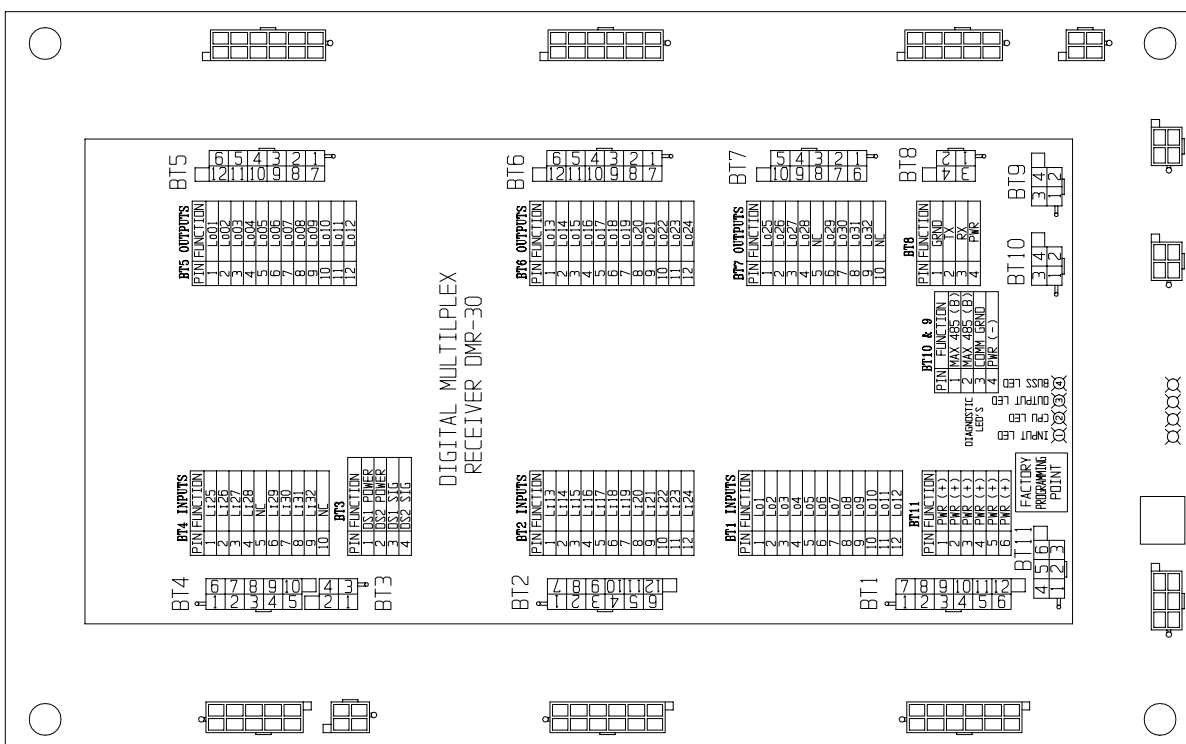 BT5
6 5 4 3 2 1
12 11 10 9 8 7
BT5 OUTPUTS
PIN FUNCTION
1 Lo01
2 Lo02
3 Lo03
4 Lo04
5 Lo05
6 Lo06
7 Lo07
8 Lo08
9 Lo09
10 Lo10
11 Lo11
12 Lo12
BT6
6 5 4 3 2 1
12 11 10 9 8 7
BT6 OUTPUTS
PIN FUNCTION
1 Lo13
2 Lo14
3 Lo15
4 Lo16
5 Lo17
6 Lo18
7 Lo19
8 Lo20
9 Lo21
10 Lo22
11 Lo23
12 Lo24
BT7
5 4 3 2 1
10 9 8 7 6
BT7 OUTPUTS
PIN FUNCTION
1 Lo25
2 Lo26
3 Lo27
4 Lo28
5 NC
6 Lo29
7 Lo30
8 Lo31
9 Lo32
10 NC
BT8
2 1
4 3
BT8
PIN FUNCTION
1 GRND
2 TX
3 RX
4 PWR
BT9
3 4
1 2
BT10
3 4
1 2
BT10 & 9
PIN FUNCTION
1 MAX 485 (B)
2 MAX 485 (B)
3 COMM GRND
4 PWR (-)
DIGITAL MULTILPLEX
RECEIVER DMR-30
DIAGNOSTIC
LED'S
INPUT LED 1
CPU LED 2
OUTPUT LED 3
BUSS LED 4
BT4 INPUTS
PIN FUNCTION
1 LI25
2 LI26
3 LI27
4 LI28
5 NC
6 LI29
7 LI30
8 LI31
9 LI32
10 NC
BT3
PIN FUNCTION
1 DS1 POWER
2 DS2 POWER
3 DS1 SIG
4 DS2 SIG
BT2 INPUTS
PIN FUNCTION
1 LI13
2 LI14
3 LI15
4 LI16
5 LI17
6 LI18
7 LI19
8 LI20
9 LI21
10 LI22
11 LI23
12 LI24
BT1 INPUTS
PIN FUNCTION
1 Lo1
2 Lo2
3 Lo3
4 Lo4
5 Lo5
6 Lo6
7 Lo7
8 Lo8
9 Lo9
10 Lo10
11 Lo11
12 Lo12
BT11
PIN FUNCTION
1 PWR (+)
2 PWR (+)
3 PWR (+)
4 PWR (+)
5 PWR (+)
6 PWR (+)
FACTORY
PROGRAMMING
POINT
BT4
6 7 8 9 10
1 2 3 4 5
BT3
4 3
2 1
BT2
7 8 9 10 11 12
1 2 3 4 5 6
BT1
7 8 9 10 11 12
1 2 3 4 5 6
BT11
4 5 6
1 2 3